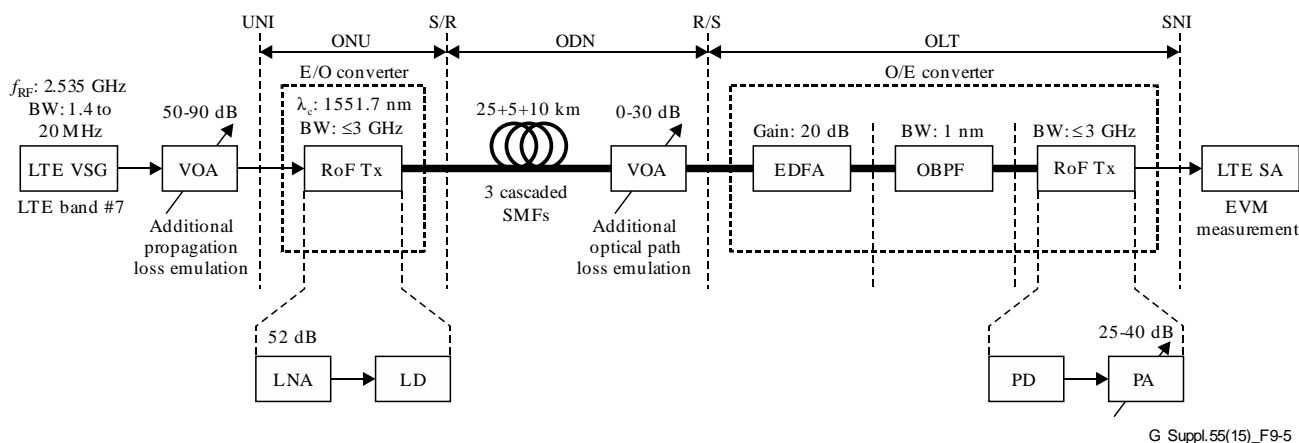 UNI
S/R
R/S
SNI
ONU
ODN
OLT
E/O converter
O/E converter
fRF: 2.535 GHz
BW: 1.4 to
20 MHz
50-90 dB
λc: 1551.7 nm
BW: ≤3 GHz
25+5+10 km
0-30 dB
Gain: 20 dB
BW: 1 nm
BW: ≤3 GHz
LTE VSG
VOA
RoF Tx
VOA
EDFA
OBPF
RoF Tx
LTE SA
LTE band #7
Additional
propagation
loss emulation
3 cascaded
SMFs
Additional
optical path
loss emulation
EVM
measurement
52 dB
LNA
LD
25-40 dB
PD
PA
G Suppl.55(15)_F9-5